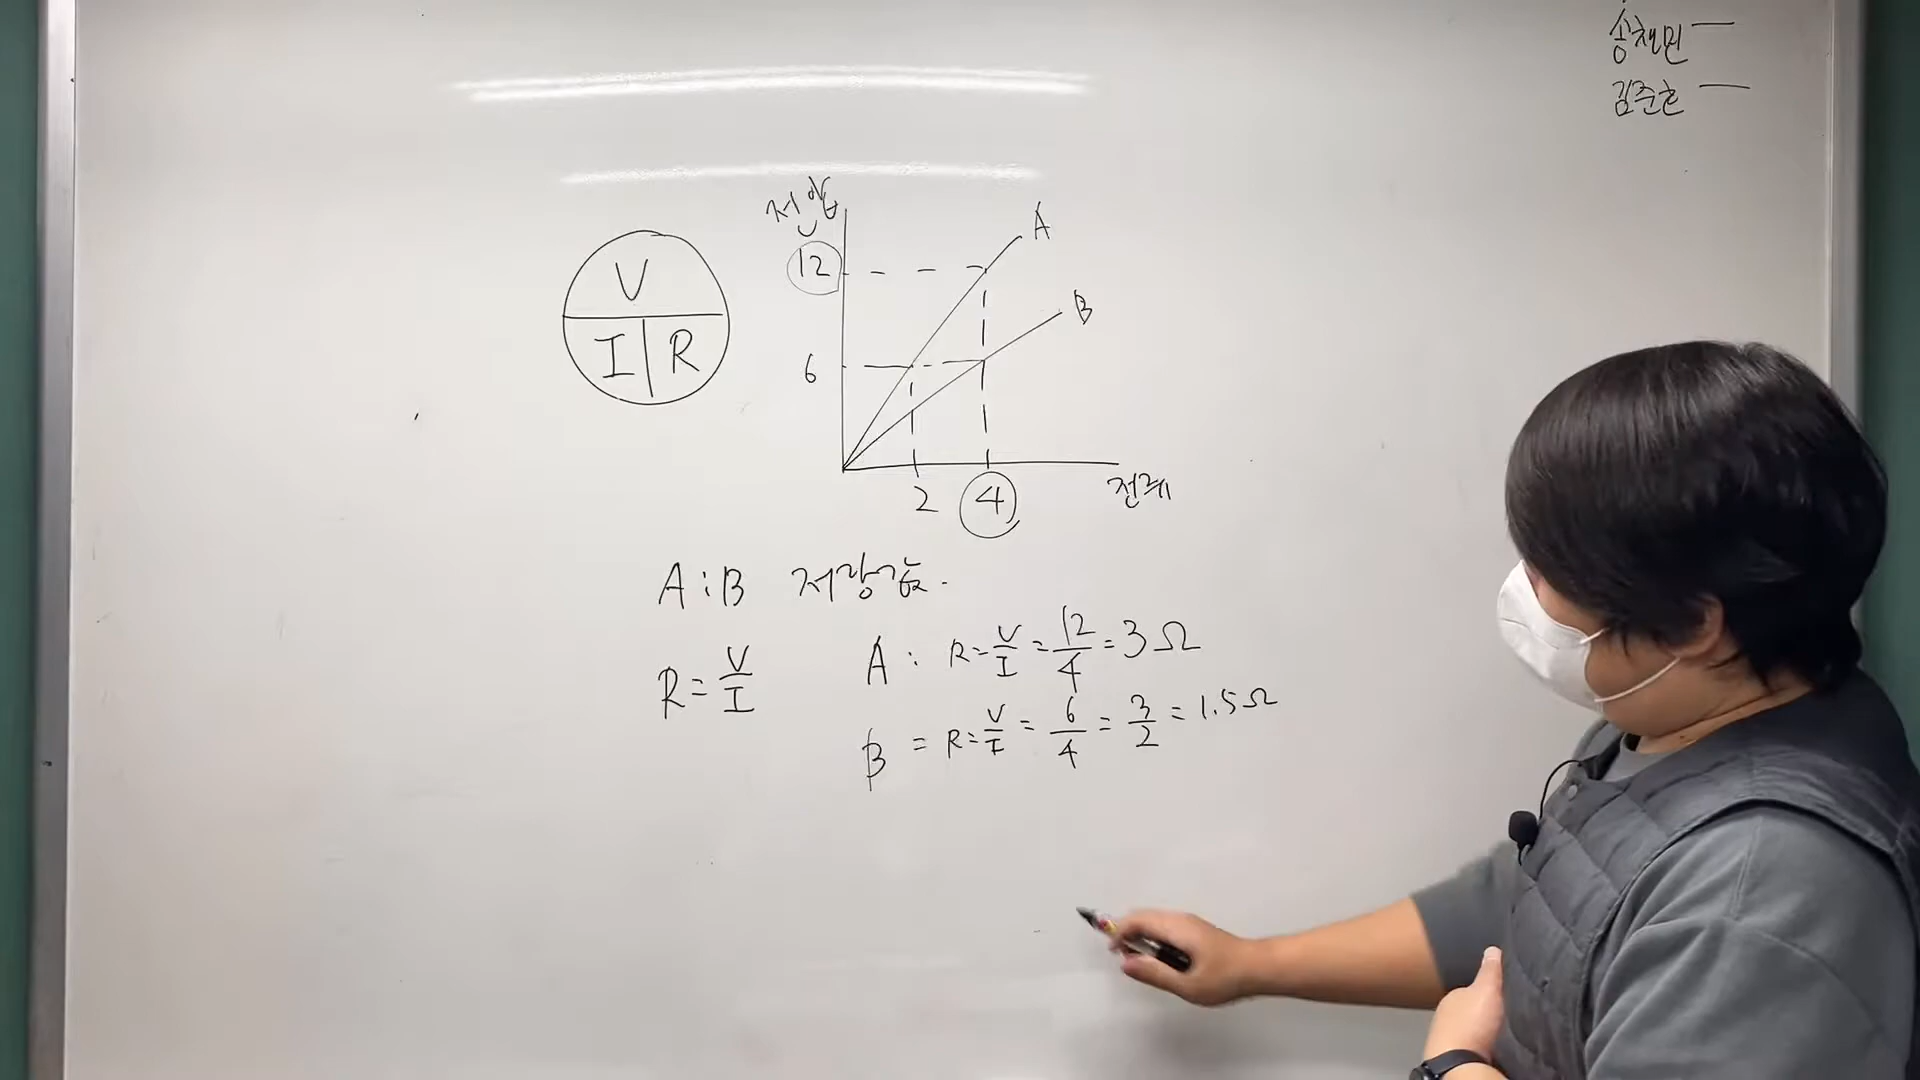 송채민 —
김준호 —
전압
12
6
A
B
2
4
전류
V
I R
A : B 저항값.
R = V/I
A : R = V/I = 12/4 = 3Ω
B = R = V/I = 6/4 = 3/2 = 1.5Ω